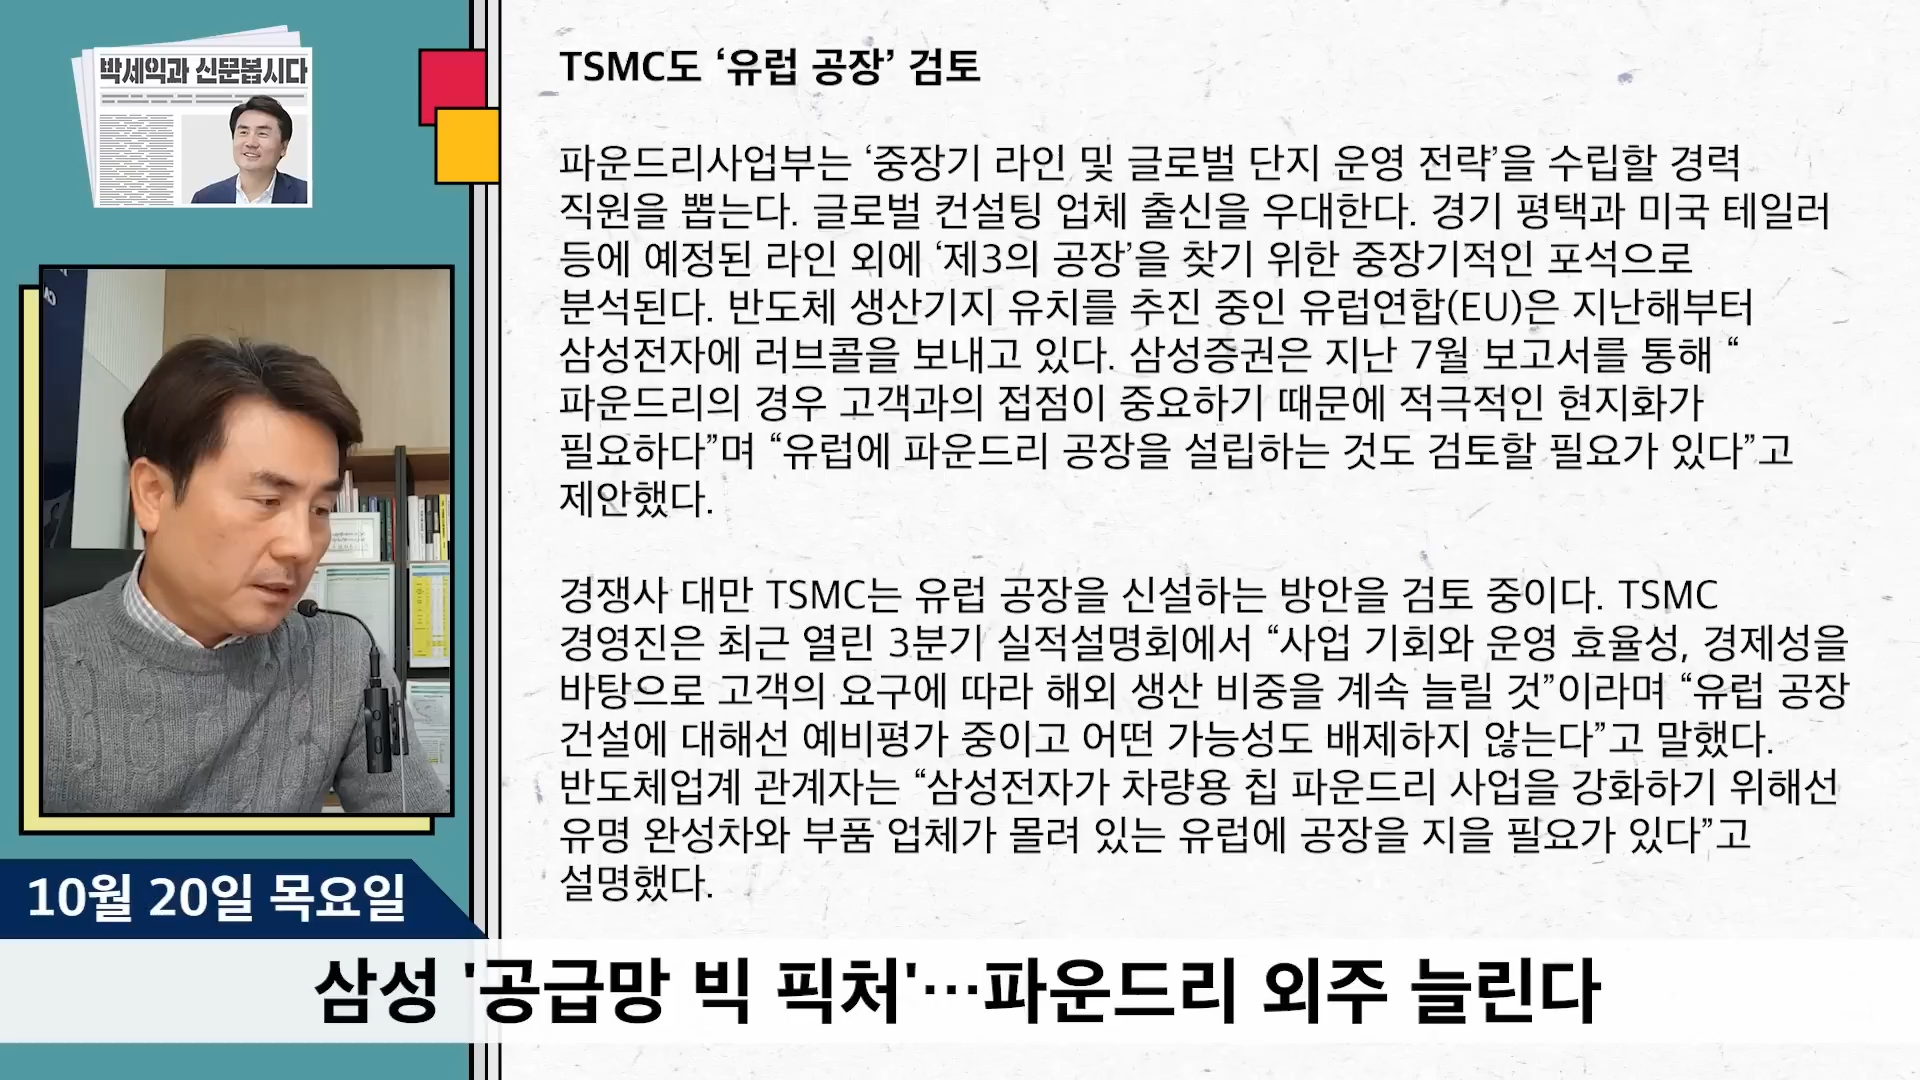 박세익과 신문봅시다
TSMC도 ‘유럽 공장’ 검토
파운드리사업부는 ‘중장기 라인 및 글로벌 단지 운영 전략’을 수립할 경력
직원을 뽑는다. 글로벌 컨설팅 업체 출신을 우대한다. 경기 평택과 미국 테일러
등에 예정된 라인 외에 ‘제3의 공장’을 찾기 위한 중장기적인 포석으로
분석된다. 반도체 생산기지 유치를 추진 중인 유럽연합(EU)은 지난해부터
삼성전자에 러브콜을 보내고 있다. 삼성증권은 지난 7월 보고서를 통해 “
파운드리의 경우 고객과의 접점이 중요하기 때문에 적극적인 현지화가
필요하다”며 “유럽에 파운드리 공장을 설립하는 것도 검토할 필요가 있다”고
제안했다.
경쟁사 대만 TSMC는 유럽 공장을 신설하는 방안을 검토 중이다. TSMC
경영진은 최근 열린 3분기 실적설명회에서 “사업 기회와 운영 효율성, 경제성을
바탕으로 고객의 요구에 따라 해외 생산 비중을 계속 늘릴 것”이라며 “유럽 공장
건설에 대해선 예비평가 중이고 어떤 가능성도 배제하지 않는다”고 말했다.
반도체업계 관계자는 “삼성전자가 차량용 칩 파운드리 사업을 강화하기 위해선
유명 완성차와 부품 업체가 몰려 있는 유럽에 공장을 지을 필요가 있다”고
설명했다.
10월 20일 목요일
삼성 '공급망 빅 픽처'…파운드리 외주 늘린다